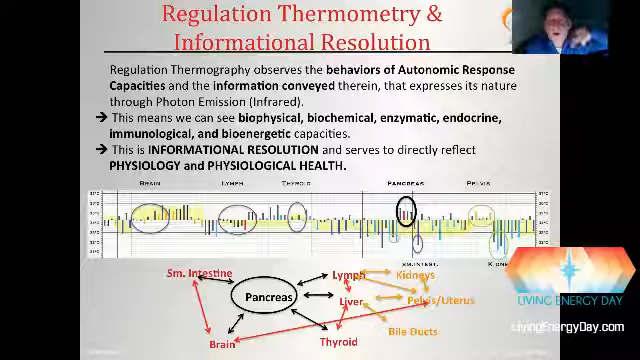 Regulation Thermometry &
Informational Resolution
Regulation Thermography observes the behaviors of Autonomic Response
Capacities and the information conveyed therein, that expresses its nature
through Photon Emission (Infrared).
→ This means we can see biophysical, biochemical, enzymatic, endocrine,
immunological, and bioenergetic capacities.
→ This is INFORMATIONAL RESOLUTION and serves to directly reflect
PHYSIOLOGY and PHYSIOLOGICAL HEALTH.
BRAIN LYMPH THYROID PANCREAS PELVIS
SM.INTEST.
Sm. Intestine Lymph Kidneys
Pancreas Liver Pelvis/Uterus
Bile Ducts
Brain Thyroid
LIVING ENERGY DAY
LivingEnergyDay.com